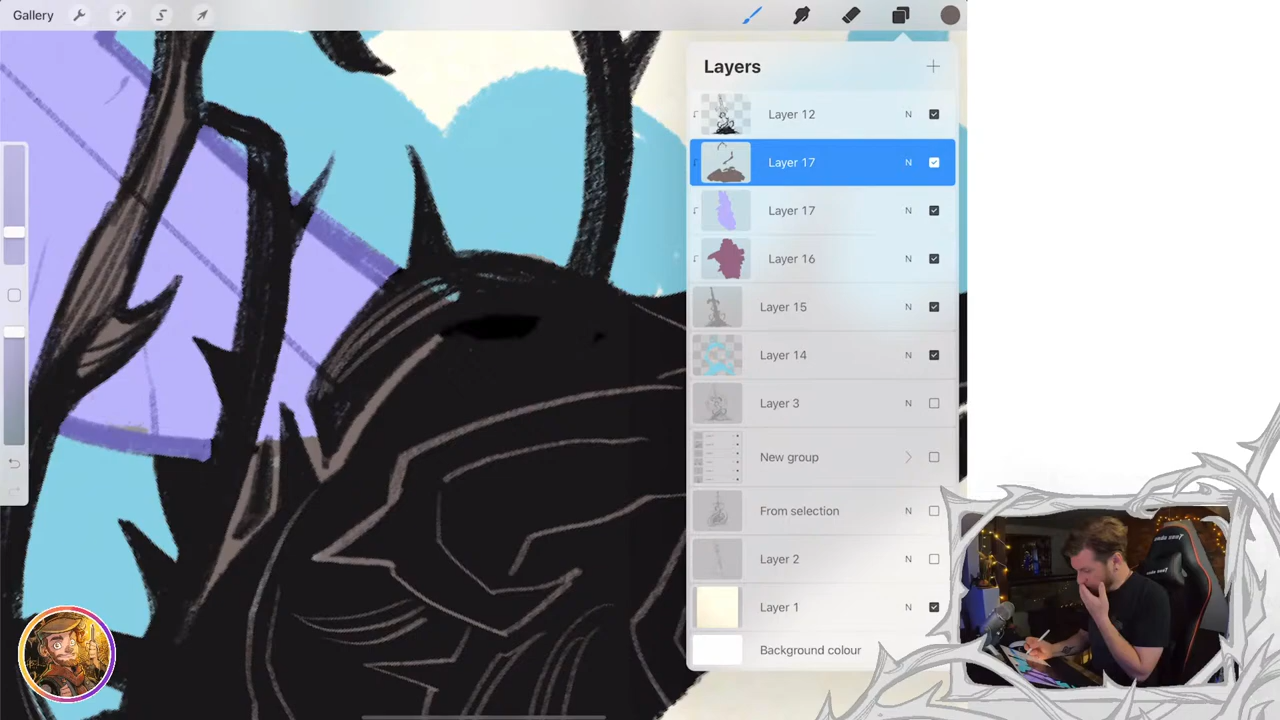 Gallery
Layers
Layer 12
N
Layer 17
N
Layer 17
N
Layer 16
N
Layer 15
N
Layer 14
N
Layer 3
N
New group
From selection
N
Layer 2
N
Layer 1
N
Background colour